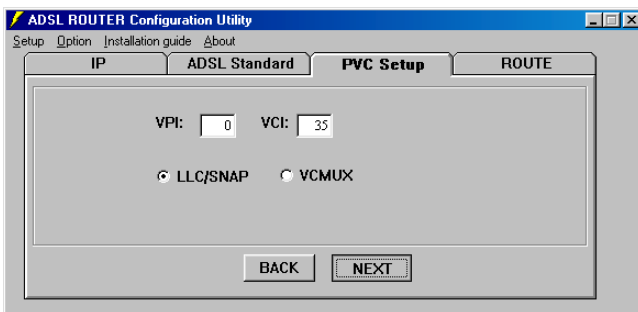 ADSL ROUTER Configuration Utility
Setup Option Installation guide About
IP ADSL Standard PVC Setup ROUTE
VPI: 0 VCI: 35
LLC/SNAP VCMUX
BACK NEXT